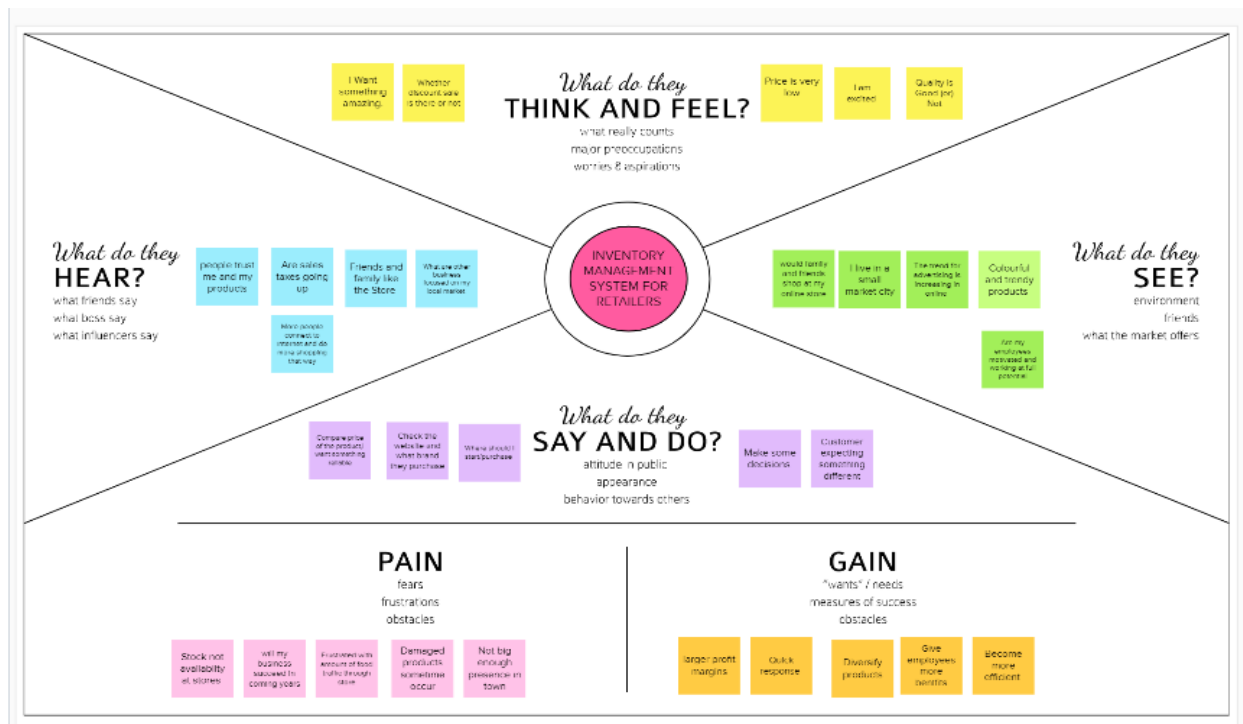 I Want
something
amazing.
Whether
discount sale
is there or not
What do they
THINK AND FEEL?
what really counts
major preoccupations
worries & aspirations
Price is very
low
I am
excited
Quality is
Good (or)
Not
What do they
HEAR?
what friends say
what boss say
what influencers say
people trust
me and my
products
Are sales
taxes going
up
Friends and
family like
the Store
What are other
business
focused on my
local market
More people
connect to
internet and do
more shopping
that way
INVENTORY
MANAGEMENT
SYSTEM FOR
RETAILERS
would family
and friends
shop at my
online store
I live in a
small
market city
The trend for
advertising is
increasing in
online
Colourful
and trendy
products
Are my
employees
motivated and
working at full
potential
What do they
SEE?
environment
friends
what the market offers
Compare price
of the product/
want something
reliable
Check the
website and
what brand
they purchase
Where should I
start/purchase
What do they
SAY AND DO?
attitude in public
appearance
behavior towards others
Make some
decisions
Customer
expecting
something
different
PAIN
fears
frustrations
obstacles
Stock not
availability
at stores
will my
business
succeed in
coming years
Frustrated with
amount of food
traffic through
store
Damaged
products
sometime
occur
Not big
enough
presence in
town
GAIN
"wants" / needs
measures of success
obstacles
larger profit
margins
Quick
response
Diversify
products
Give
employees
more
benfits
Become
more
efficient